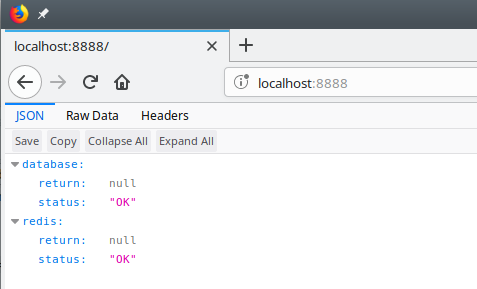 localhost:8888/
localhost:8888
JSON Raw Data Headers
Save Copy Collapse All Expand All
database:
return: null
status: "OK"
redis:
return: null
status: "OK"